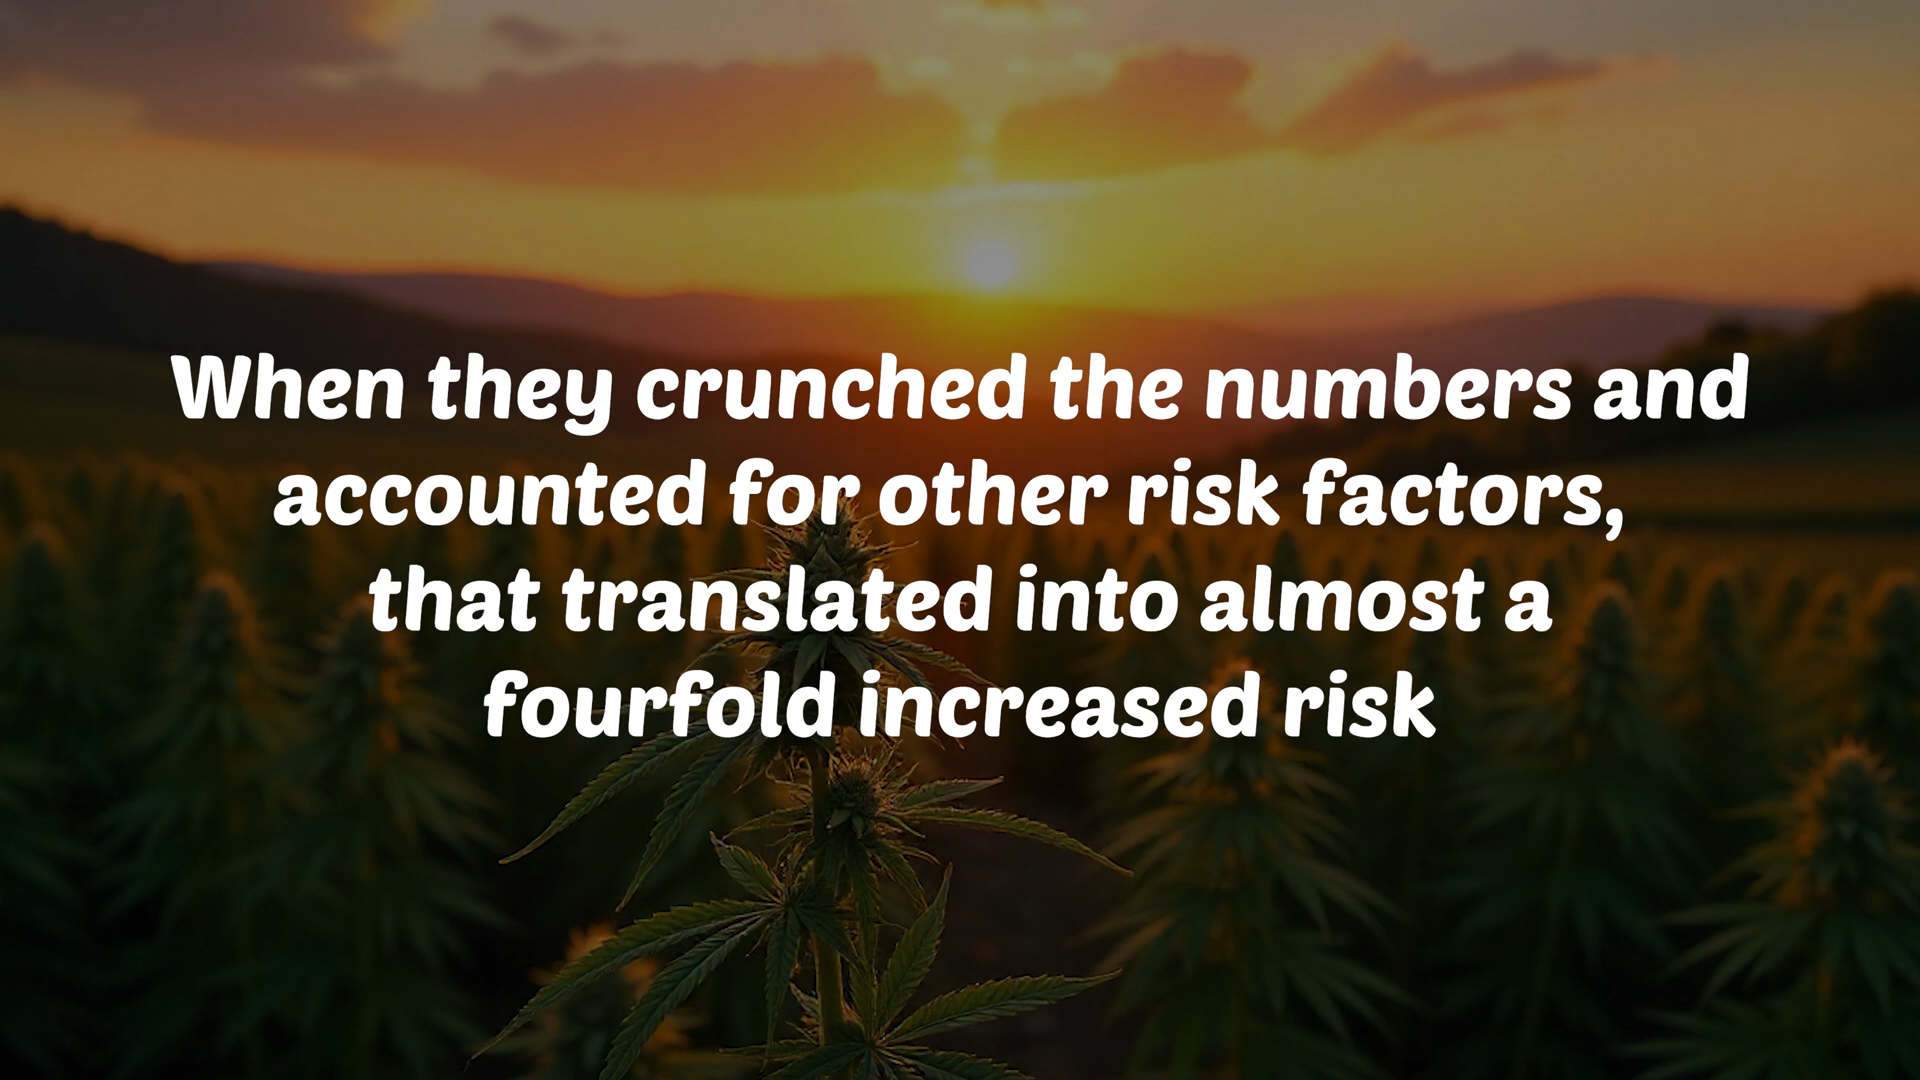 When they crunched the numbers and
accounted for other risk factors,
that translated into almost a
fourfold increased risk